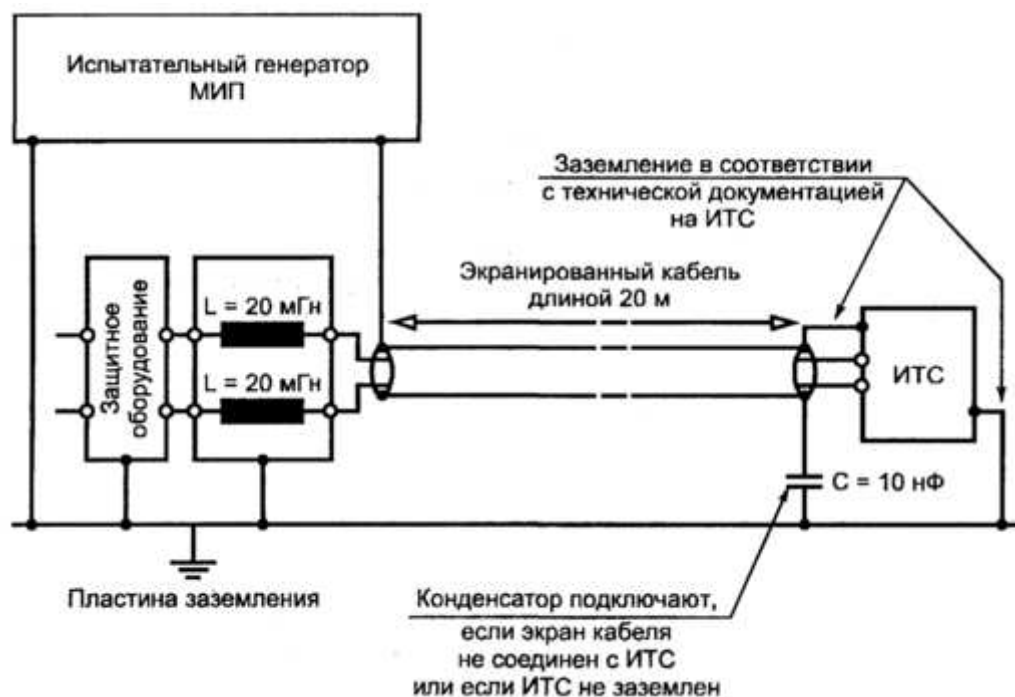 Испытательный генератор
МИП
Заземление в соответствии
с технической документацией
на ИТС
Экранированный кабель
длиной 20 м
Защитное
оборудование
L = 20 мГн
L = 20 мГн
ИТС
C = 10 нФ
Пластина заземления
Конденсатор подключают,
если экран кабеля
не соединен с ИТС
или если ИТС не заземлен